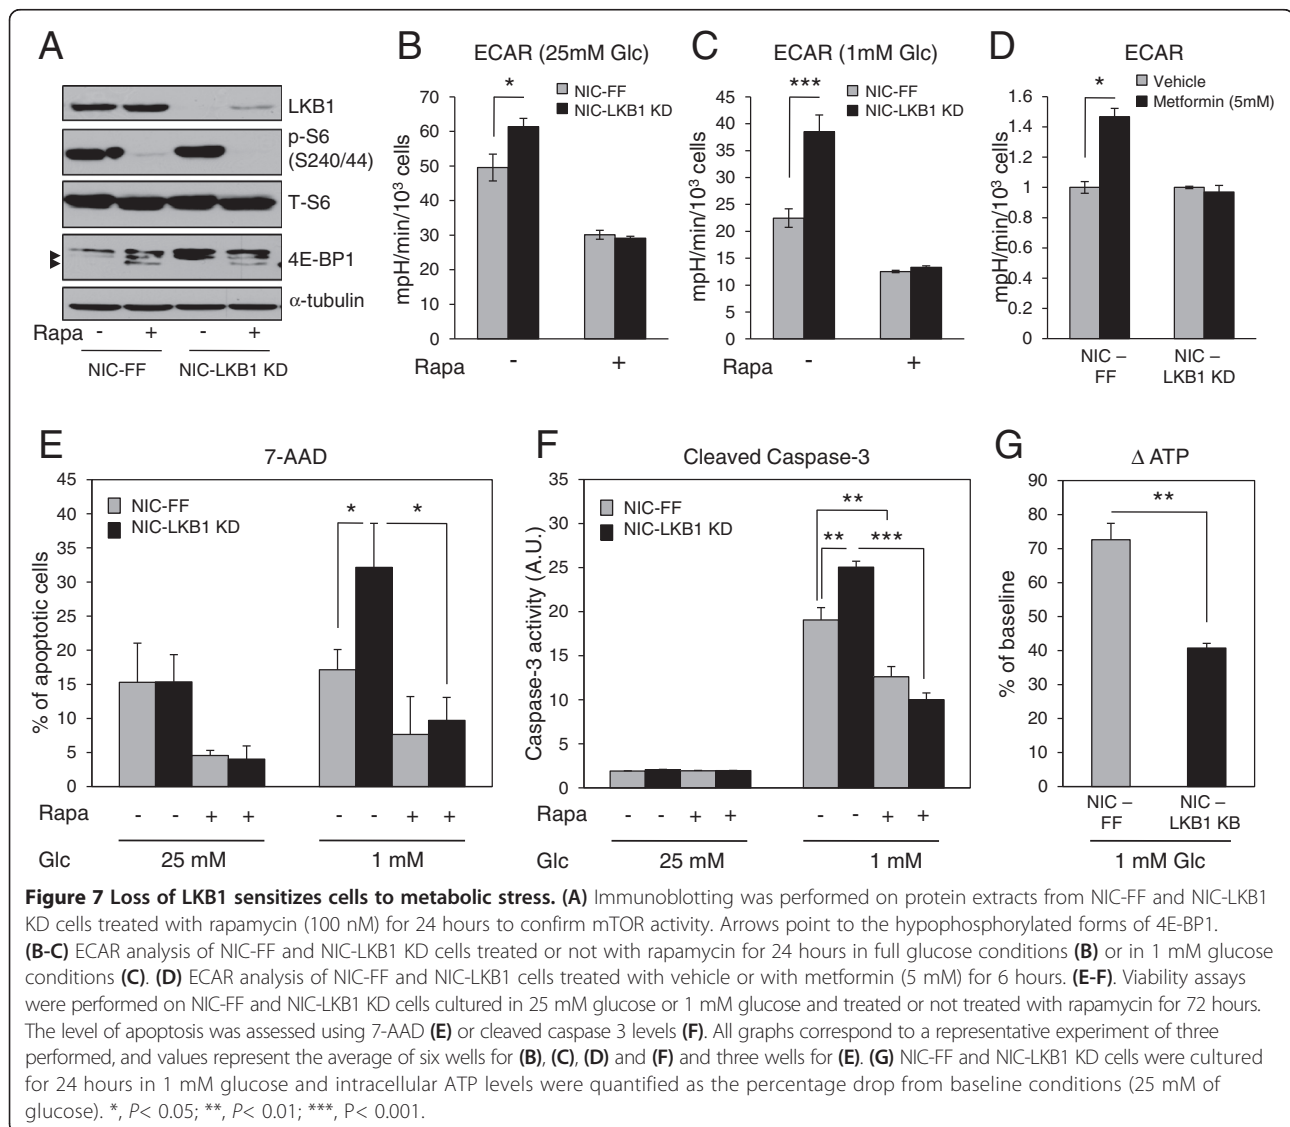 A
LKB1
p-S6
(S240/44)
T-S6
4E-BP1
α-tubulin
Rapa - + - +
NIC-FF NIC-LKB1 KD
B
ECAR (25mM Glc)
*
NIC-FF
NIC-LKB1 KD
mpH/min/10³ cells
70
60
50
40
30
20
10
0
Rapa - +
C
ECAR (1mM Glc)
***
NIC-FF
NIC-LKB1 KD
mpH/min/10³ cells
45
40
35
30
25
20
15
10
5
0
Rapa - +
D
ECAR
Vehicle
Metformin (5mM)
*
mpH/min/10³ cells
1.6
1.4
1.2
1
0.8
0.6
0.4
0.2
0
NIC – NIC –
FF LKB1 KD
E
7-AAD
NIC-FF
NIC-LKB1 KD
* *
% of apoptotic cells
45
40
35
30
25
20
15
10
5
0
Rapa - - + + - - + +
Glc 25 mM 1 mM
F
Cleaved Caspase-3
NIC-FF
NIC-LKB1 KD
**
** ***
Caspase-3 activity (A.U.)
35
30
25
20
15
10
5
0
Rapa - - + + - - + +
Glc 25 mM 1 mM
G
Δ ATP
**
% of baseline
90
80
70
60
50
40
30
20
10
0
NIC – NIC –
FF LKB1 KB
1 mM Glc
Figure 7 Loss of LKB1 sensitizes cells to metabolic stress. (A) Immunoblotting was performed on protein extracts from NIC-FF and NIC-LKB1
KD cells treated with rapamycin (100 nM) for 24 hours to confirm mTOR activity. Arrows point to the hypophosphorylated forms of 4E-BP1.
(B-C) ECAR analysis of NIC-FF and NIC-LKB1 KD cells treated or not with rapamycin for 24 hours in full glucose conditions (B) or in 1 mM glucose
conditions (C). (D) ECAR analysis of NIC-FF and NIC-LKB1 cells treated with vehicle or with metformin (5 mM) for 6 hours. (E-F). Viability assays
were performed on NIC-FF and NIC-LKB1 KD cells cultured in 25 mM glucose or 1 mM glucose and treated or not treated with rapamycin for 72 hours.
The level of apoptosis was assessed using 7-AAD (E) or cleaved caspase 3 levels (F). All graphs correspond to a representative experiment of three
performed, and values represent the average of six wells for (B), (C), (D) and (F) and three wells for (E). (G) NIC-FF and NIC-LKB1 KD cells were cultured
for 24 hours in 1 mM glucose and intracellular ATP levels were quantified as the percentage drop from baseline conditions (25 mM of
glucose). *, P< 0.05; **, P< 0.01; ***, P< 0.001.